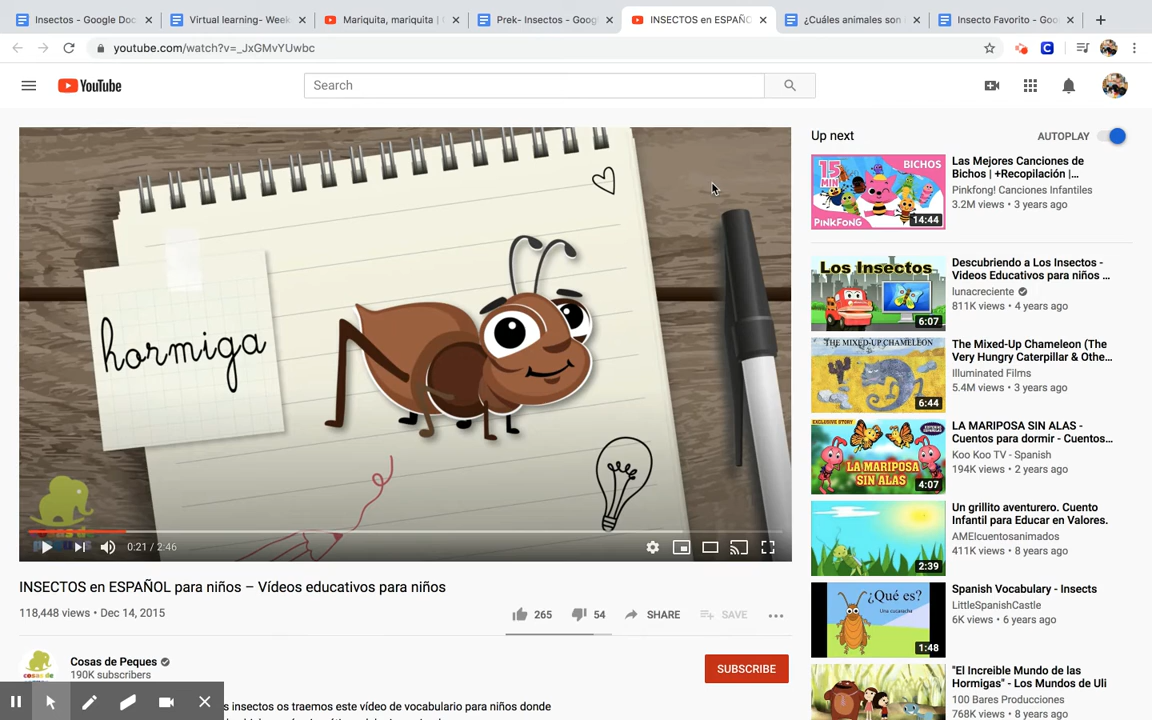 Insectos - Google Doc
Virtual learning- Week
Mariquita, mariquita |
Prek- Insectos - Goog
INSECTOS en ESPAÑO
¿Cuáles animales son
Insecto Favorito - Goo
youtube.com/watch?v=_JxGMvYUwbc
YouTube
Search
hormiga
0:21 / 2:46
INSECTOS en ESPAÑOL para niños – Vídeos educativos para niños
118,448 views • Dec 14, 2015
265
54
SHARE
SAVE
Cosas de Peques
190K subscribers
SUBSCRIBE
s insectos os traemos este vídeo de vocabulario para niños donde
Up next
AUTOPLAY
15 MIN
BICHOS
PINKFONG
14:44
Las Mejores Canciones de
Bichos | +Recopilación |...
Pinkfong! Canciones Infantiles
3.2M views • 3 years ago
Los Insectos
6:07
Descubriendo a Los Insectos -
Videos Educativos para niños ...
lunacreciente
811K views • 4 years ago
THE MIXED-UP CHAMELEON
6:44
The Mixed-Up Chameleon (The
Very Hungry Caterpillar & Othe...
Illuminated Films
5.4M views • 3 years ago
EXCLUSIVE STORY
LA MARIPOSA
SIN ALAS
4:07
LA MARIPOSA SIN ALAS -
Cuentos para dormir - Cuentos...
Koo Koo TV - Spanish
194K views • 2 years ago
2:39
Un grillito aventurero. Cuento
Infantil para Educar en Valores.
AMEIcuentosanimados
411K views • 8 years ago
¿Qué es?
Una cucaracha
1:48
Spanish Vocabulary - Insects
LittleSpanishCastle
6K views • 6 years ago
"El Increible Mundo de las
Hormigas" - Los Mundos de Uli
100 Bares Producciones
768K views • 8 years ago